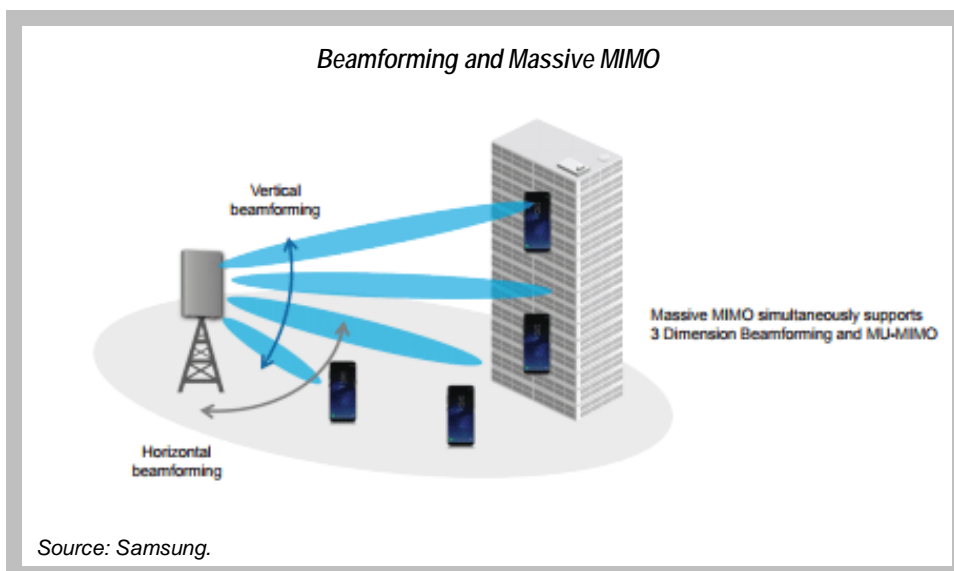 Beamforming and Massive MIMO
Vertical
beamforming
Massive MIMO simultaneously supports
3 Dimension Beamforming and MU-MIMO
Horizontal
beamforming
Source: Samsung.